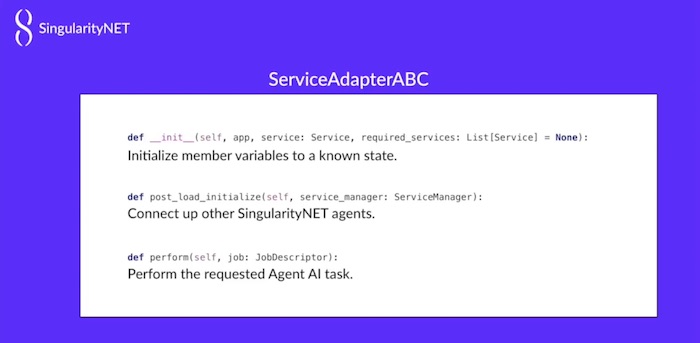 SingularityNET
ServiceAdapterABC
def __init__(self, app, service: Service, required_services: List[Service] = None):
Initialize member variables to a known state.
def post_load_initialize(self, service_manager: ServiceManager):
Connect up other SingularityNET agents.
def perform(self, job: JobDescriptor):
Perform the requested Agent AI task.